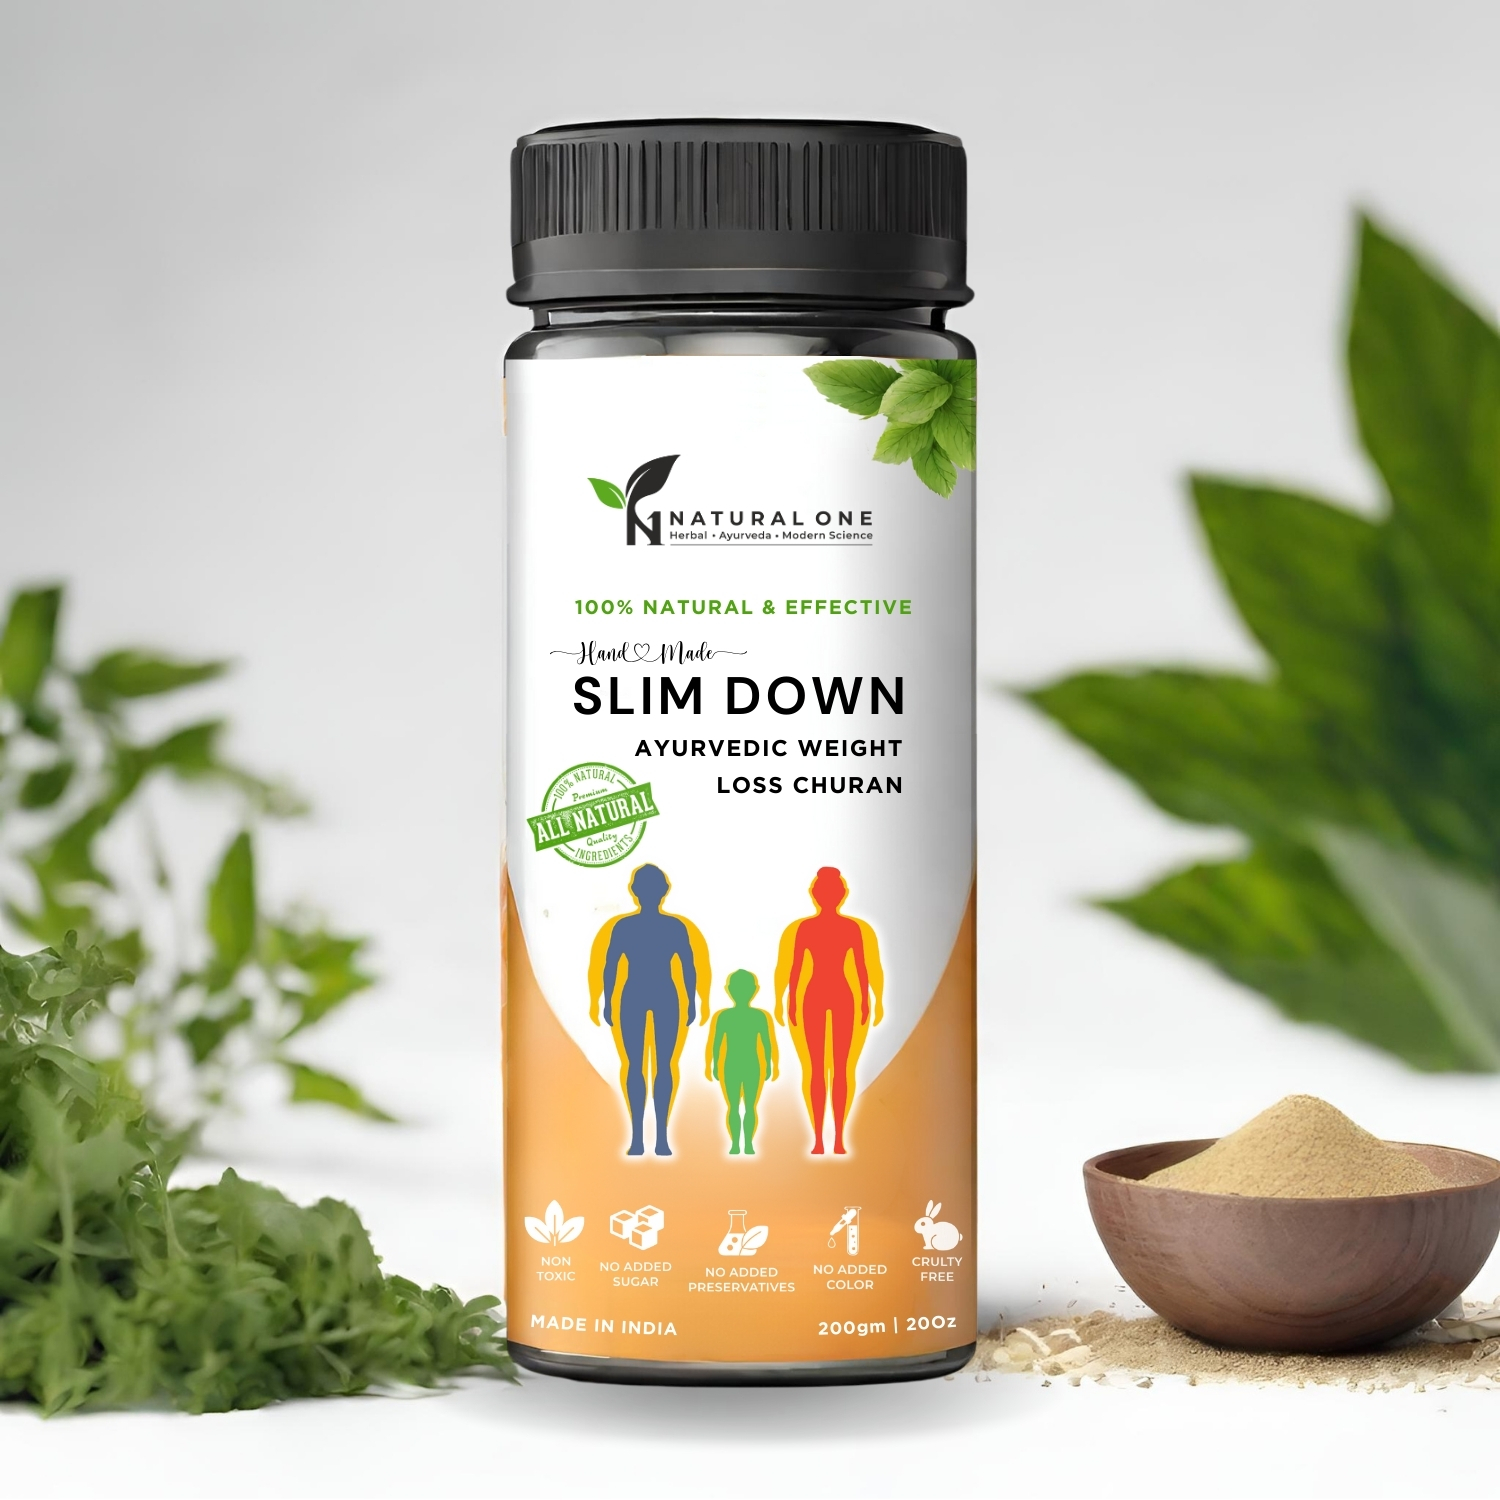 N1 NATURAL ONE
Herbal • Ayurveda • Modern Science
100% NATURAL & EFFECTIVE
Hand Made
SLIM DOWN
AYURVEDIC WEIGHT
LOSS CHURAN
100% NATURAL
Premium
ALL NATURAL
Quality
INGREDIENTS
NON
TOXIC
NO ADDED
SUGAR
NO ADDED
PRESERVATIVES
NO ADDED
COLOR
CRULTY
FREE
MADE IN INDIA
200gm | 20Oz